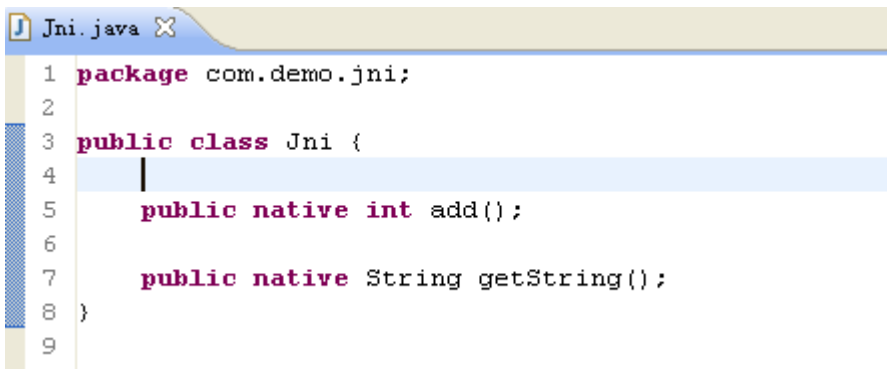 Jni.java
1 package com.demo.jni;
2
3 public class Jni {
4
5     public native int add();
6
7     public native String getString();
8 }
9